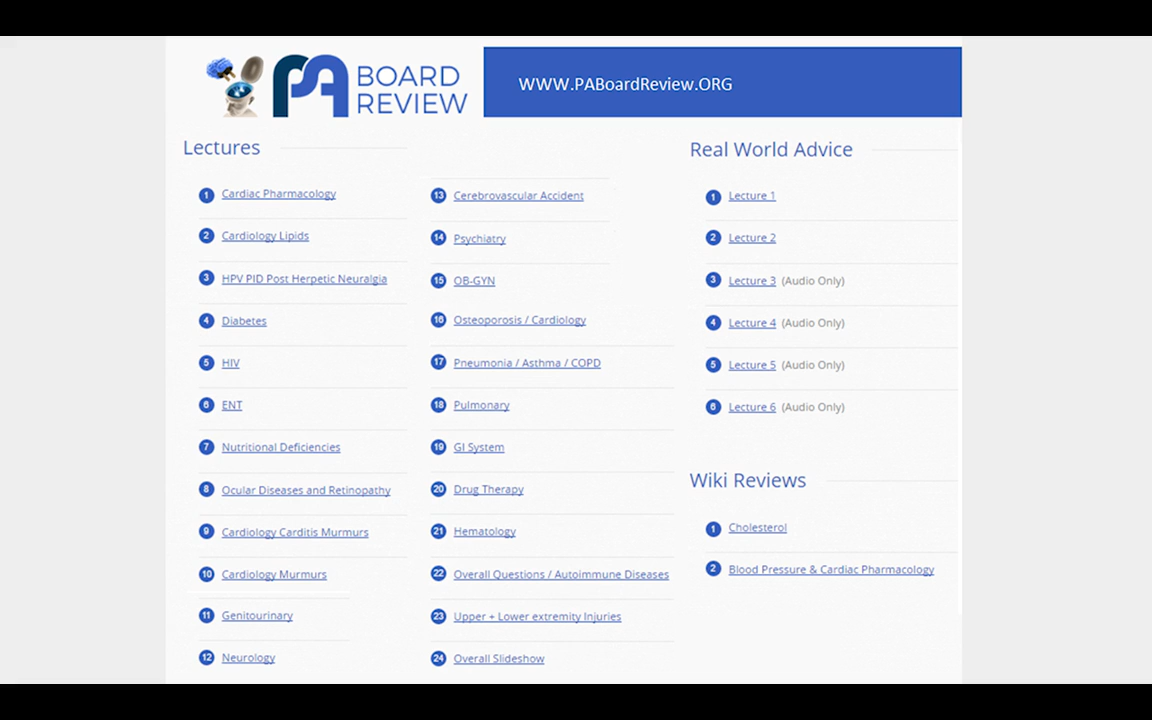 PA BOARD REVIEW
WWW.PABoardReview.ORG
Lectures
1 Cardiac Pharmacology
2 Cardiology Lipids
3 HPV PID Post Herpetic Neuralgia
4 Diabetes
5 HIV
6 ENT
7 Nutritional Deficiencies
8 Ocular Diseases and Retinopathy
9 Cardiology Carditis Murmurs
10 Cardiology Murmurs
11 Genitourinary
12 Neurology
13 Cerebrovascular Accident
14 Psychiatry
15 OB-GYN
16 Osteoporosis / Cardiology
17 Pneumonia / Asthma / COPD
18 Pulmonary
19 GI System
20 Drug Therapy
21 Hematology
22 Overall Questions / Autoimmune Diseases
23 Upper + Lower extremity Injuries
24 Overall Slideshow
Real World Advice
1 Lecture 1
2 Lecture 2
3 Lecture 3 (Audio Only)
4 Lecture 4 (Audio Only)
5 Lecture 5 (Audio Only)
6 Lecture 6 (Audio Only)
Wiki Reviews
1 Cholesterol
2 Blood Pressure & Cardiac Pharmacology